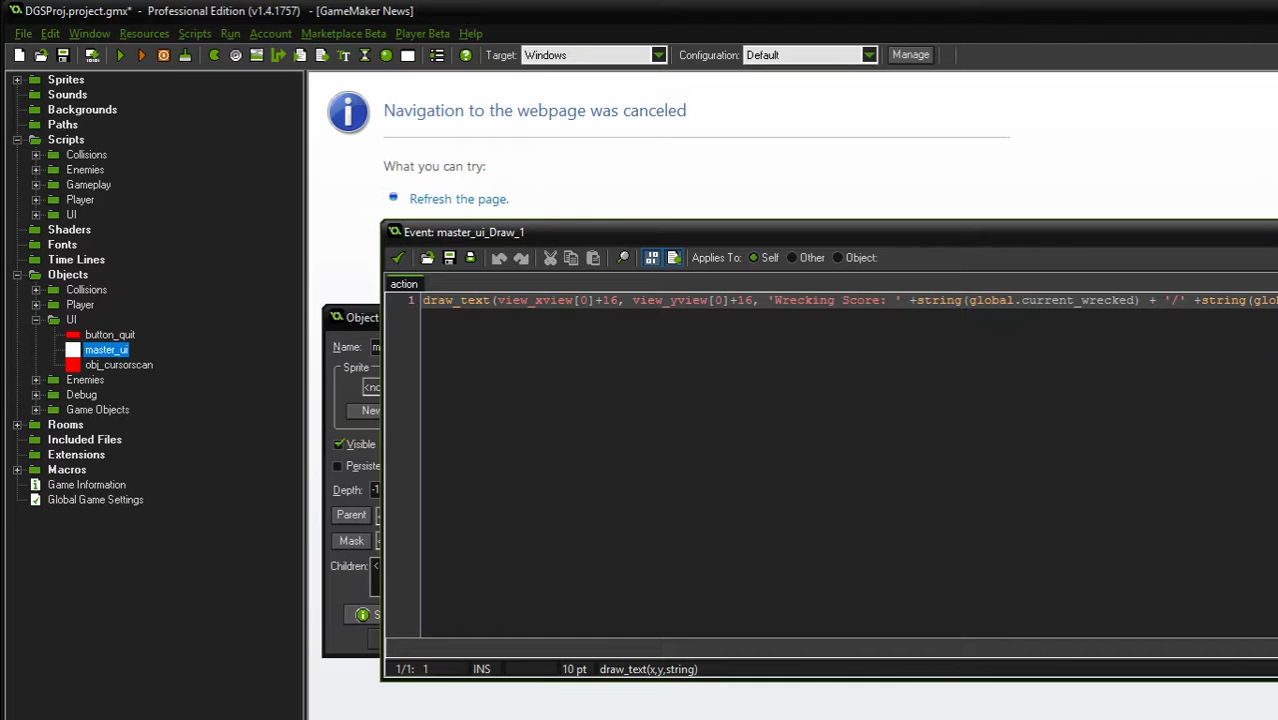 DGSProj.project.gmx* - Professional Edition (v1.4.1757) - [GameMaker News]
File Edit Window Resources Scripts Run Account Marketplace Beta Player Beta Help
Target: Windows Configuration: Default Manage
Sprites
Sounds
Backgrounds
Paths
Scripts
Collisions
Enemies
Gameplay
Player
UI
Shaders
Fonts
Time Lines
Objects
Collisions
Player
UI
button_quit
master_ui
obj_cursorscan
Enemies
Debug
Game Objects
Rooms
Included Files
Extensions
Macros
Game Information
Global Game Settings
Navigation to the webpage was canceled
What you can try:
Refresh the page.
Object
Name: m
Sprite
<no
New
Visible
Persiste
Depth: -1
Parent
Mask
Children: <
Event: master_ui_Draw_1
Applies To: Self Other Object:
action
1 draw_text(view_xview[0]+16, view_yview[0]+16, 'Wrecking Score: ' +string(global.current_wrecked) + '/' +string(glo
1/1: 1 INS 10 pt draw_text(x,y,string)